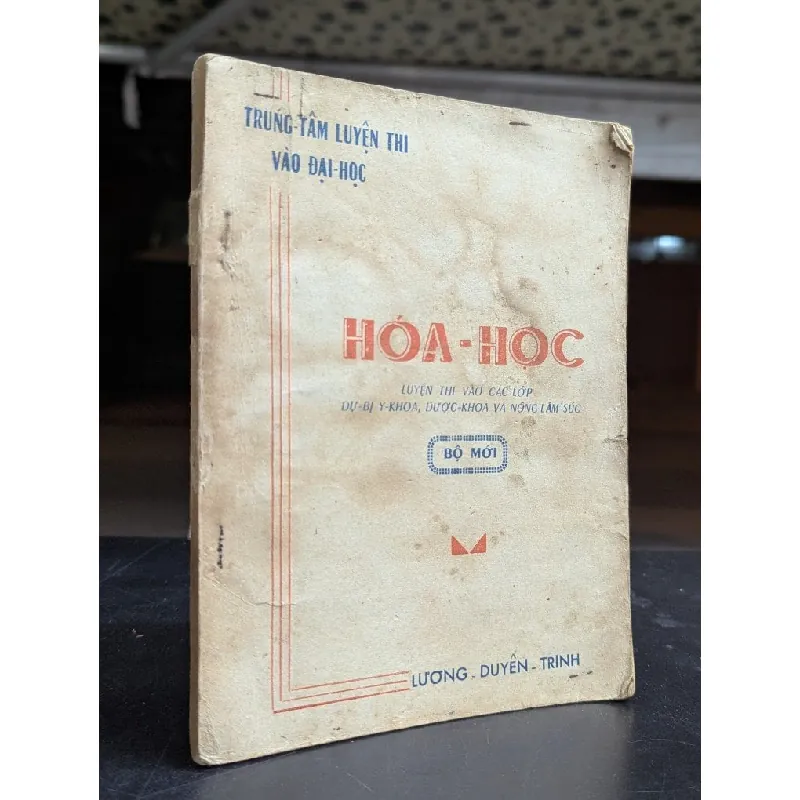 TRUNG-TÂM LUYỆN THI
VÀO ĐẠI-HỌC
HÓA-HỌC
LUYỆN THI VÀO CÁC LỚP
DỰ-BỊ Y-KHOA, DƯỢC-KHOA VÀ NÔNG LÂM SÚC
BỘ MỚI
LƯƠNG-DUYÊN-TRINH